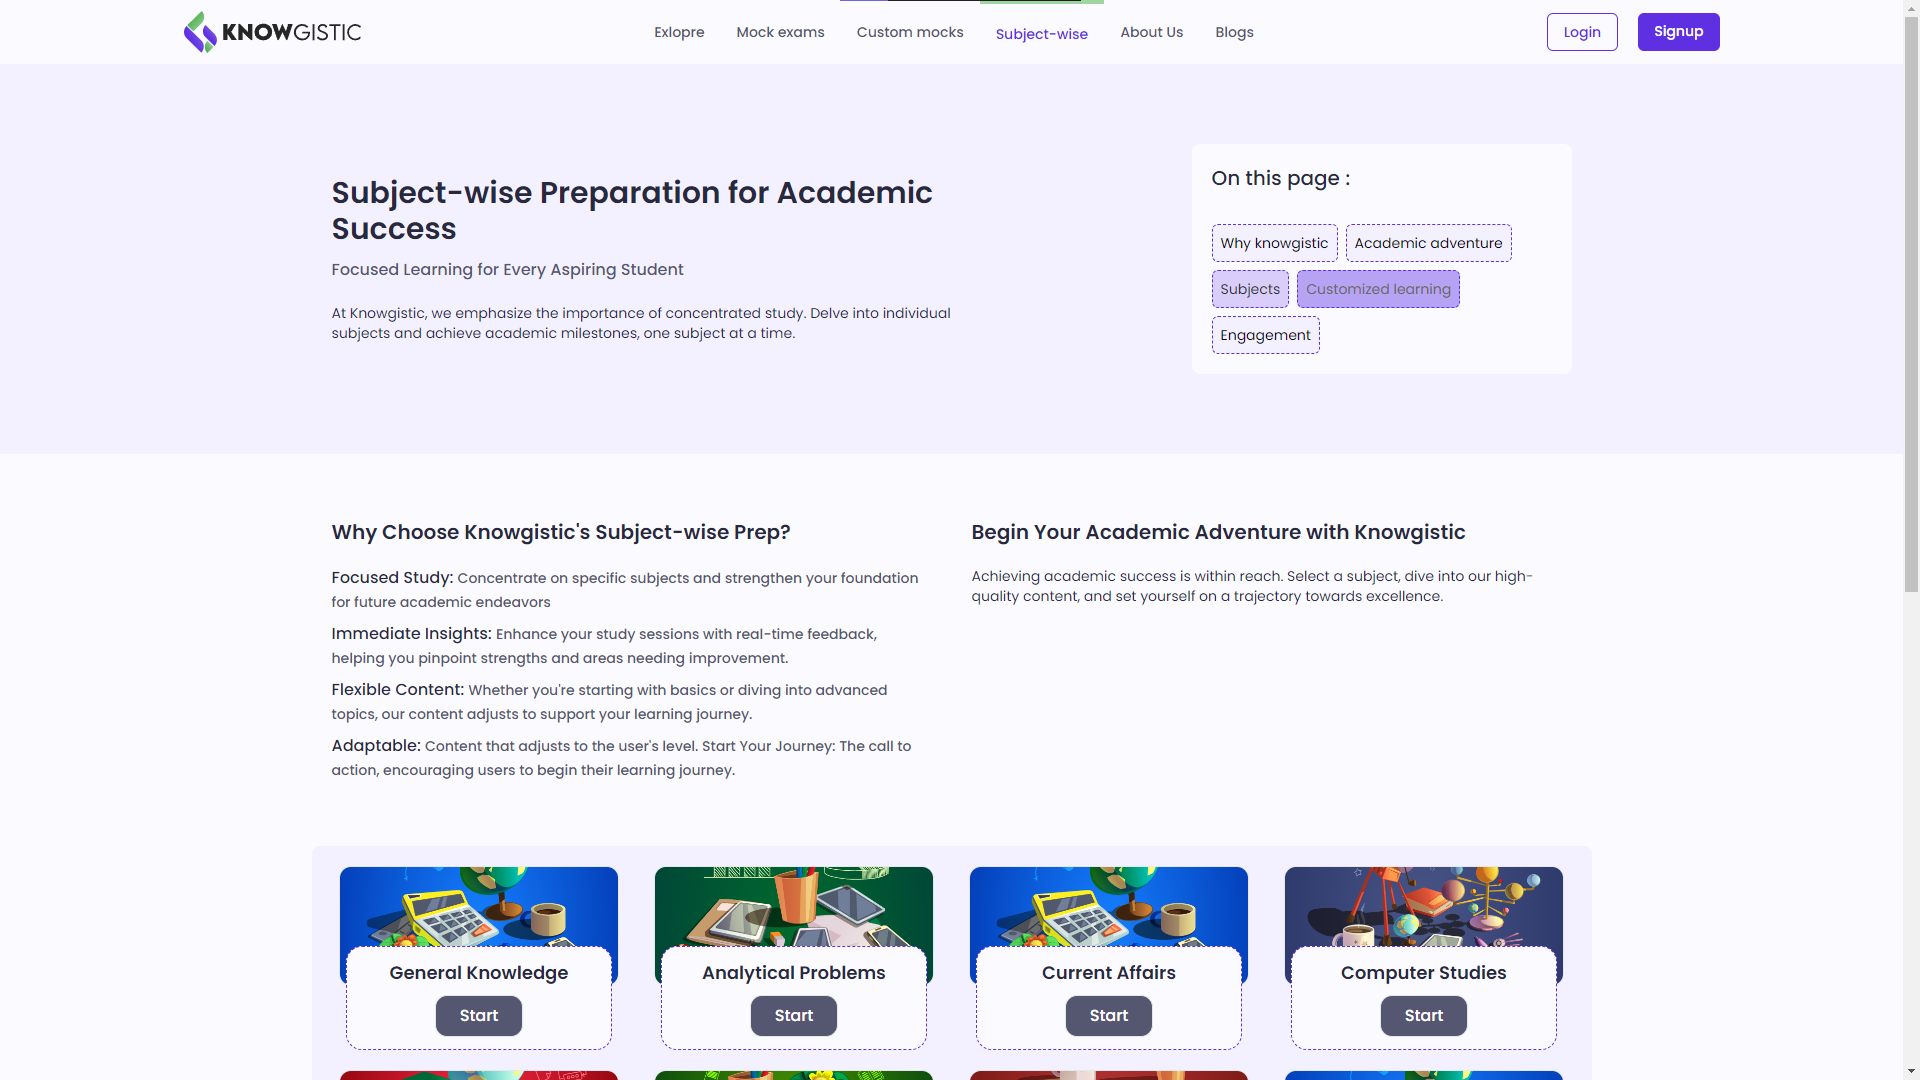 KNOWGISTIC
Exlopre
Mock exams
Custom mocks
Subject-wise
About Us
Blogs
Login
Signup
Subject-wise Preparation for Academic
Success
Focused Learning for Every Aspiring Student
At Knowgistic, we emphasize the importance of concentrated study. Delve into individual
subjects and achieve academic milestones, one subject at a time.
On this page :
Why knowgistic
Academic adventure
Subjects
Customized learning
Engagement
Why Choose Knowgistic's Subject-wise Prep?
Focused Study: Concentrate on specific subjects and strengthen your foundation
for future academic endeavors
Immediate Insights: Enhance your study sessions with real-time feedback,
helping you pinpoint strengths and areas needing improvement.
Flexible Content: Whether you're starting with basics or diving into advanced
topics, our content adjusts to support your learning journey.
Adaptable: Content that adjusts to the user's level. Start Your Journey: The call to
action, encouraging users to begin their learning journey.
Begin Your Academic Adventure with Knowgistic
Achieving academic success is within reach. Select a subject, dive into our high-
quality content, and set yourself on a trajectory towards excellence.
General Knowledge
Start
Analytical Problems
Start
Current Affairs
Start
Computer Studies
Start